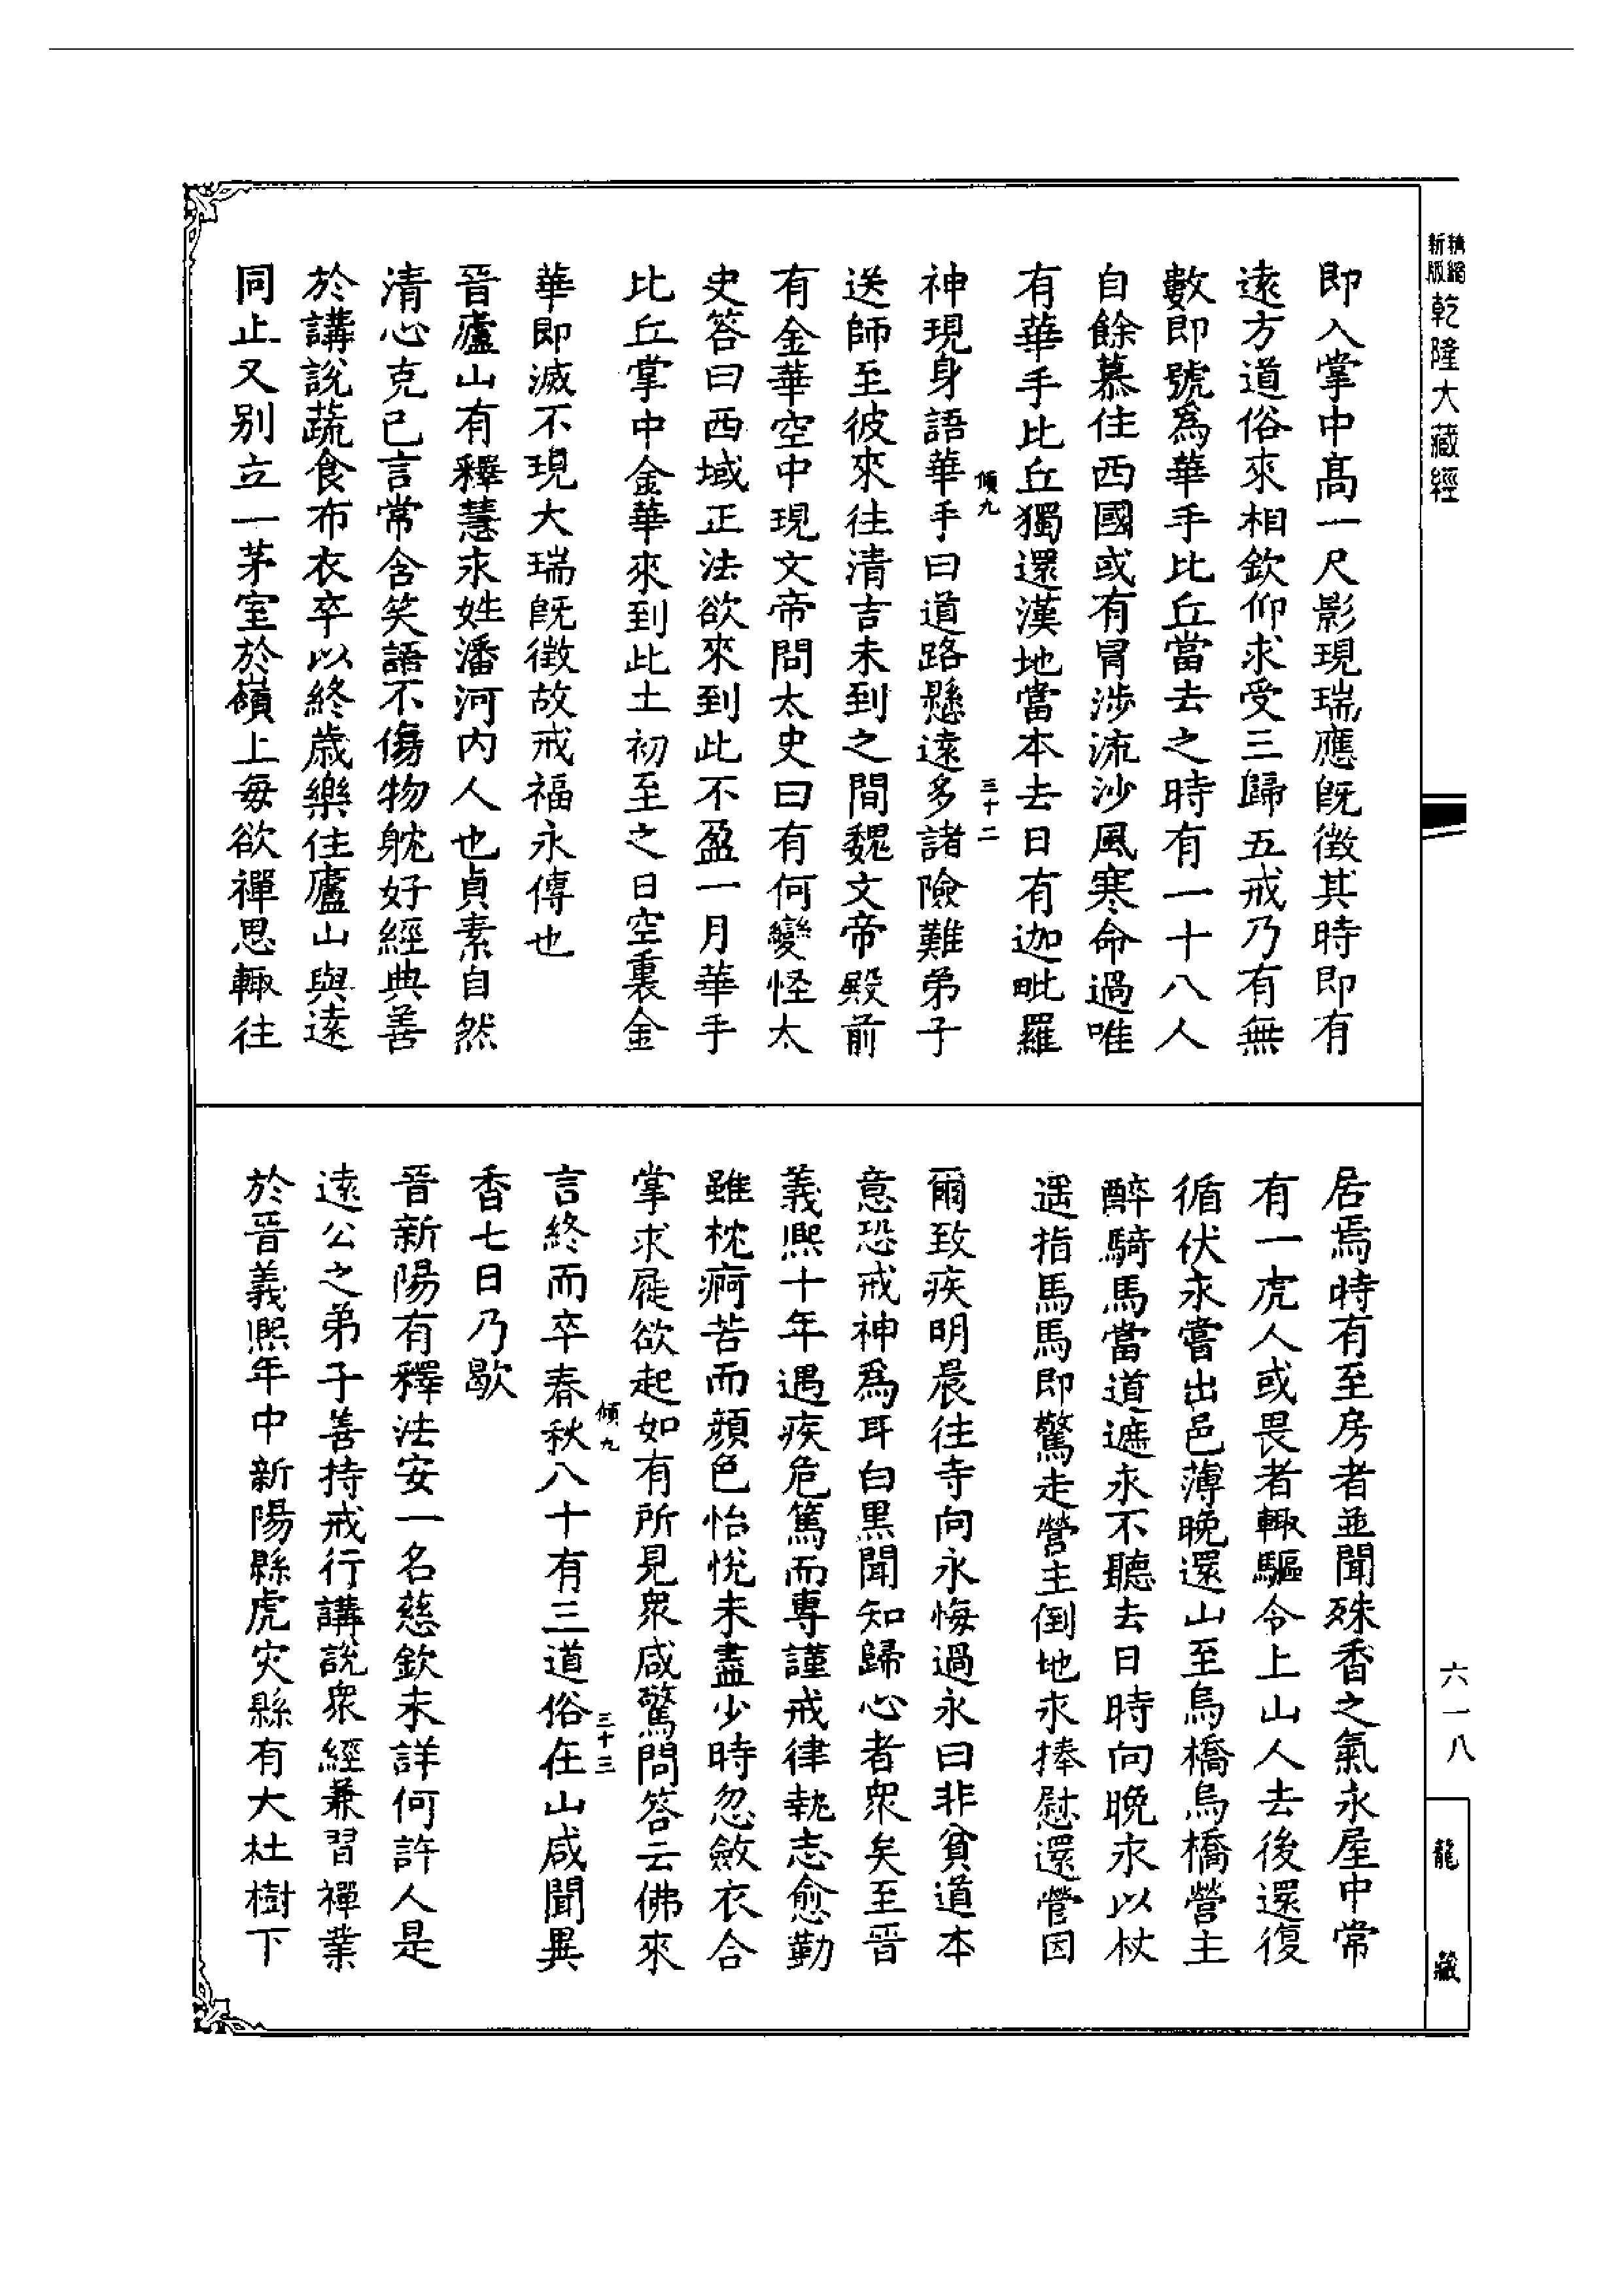 精縮新版乾隆大藏經
即入掌中高一尺影現瑞應旣徵其時即有
遠方道俗來相欽仰求受三歸五戒乃有無
數即號為華手比丘當去之時有一十八人
自餘慕住西國或有冐涉流沙風寒命過唯
有華手比丘獨還漢地當本去日有迦毗羅
傾九 三十二
神現身語華手曰道路懸遠多諸險難弟子
送師至彼來往清吉未到之間魏文帝殿前
有金華空中現文帝問太史曰有何變怪太
史答曰西域正法欲來到此不盈一月華手
比丘掌中金華來到此土初至之日空裏金
華即滅不現大瑞旣徵故戒福永傳也
晉廬山有釋慧永姓潘河内人也貞素自然
清心克己言常含笑語不傷物躭好經典善
於講說蔬食布衣卒以終歲樂住廬山與遠
同止又别立一茅室於嶺上每欲禪思輙往
居焉時有至房者並聞殊香之氣永屋中常
有一虎人或畏者輙驅令上山人去後還復
循伏永嘗出邑薄晚還山至烏橋烏橋營主
醉騎馬當道遮永不聽去日時向晚永以杖
遥指馬馬即驚走營主倒地永捧慰還營因
爾致疾明晨往寺向永悔過永曰非貧道本
意恐戒神爲耳白黒聞知歸心者衆矣至晉
義熙十年遇疾危篤而專謹戒律執志愈勤
雖枕痾苦而顔色怡悅未盡少時忽斂衣合
掌求屣欲起如有所見衆咸驚問答云佛來
傾九 三十三
言終而卒春秋八十有三道俗在山咸聞異
香七日乃歇
晉新陽有釋法安一名慈欽未詳何許人是
遠公之弟子善持戒行講說衆經兼習禪業
於晉義熙年中新陽縣虎灾縣有大社樹下
六一八
龍藏